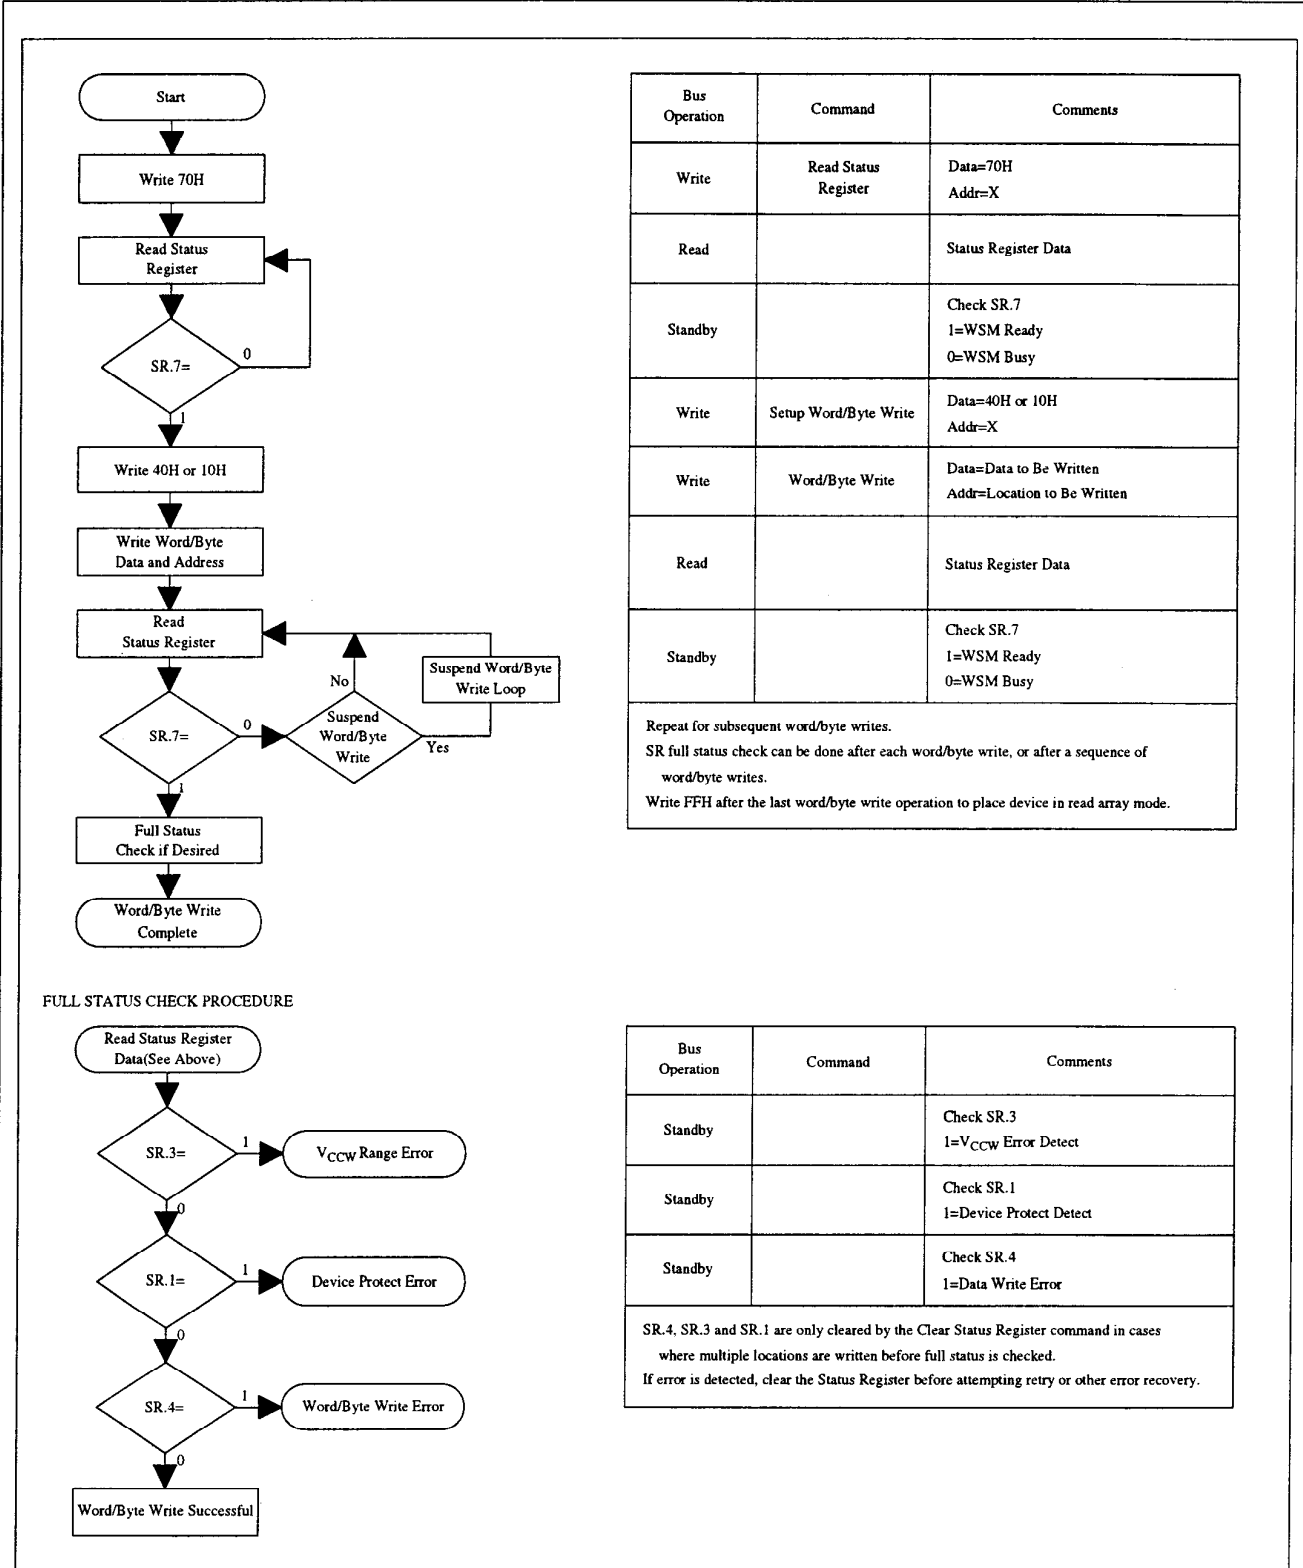 Start
Write 70H
Read Status
Register
SR.7=
0
1
Write 40H or 10H
Write Word/Byte
Data and Address
Read
Status Register
SR.7=
0
1
Suspend
Word/Byte
Write
No
Yes
Suspend Word/Byte
Write Loop
Full Status
Check if Desired
Word/Byte Write
Complete
Bus
Operation
Command
Comments
Write
Read Status
Register
Data=70H
Addr=X
Read
Status Register Data
Standby
Check SR.7
1=WSM Ready
0=WSM Busy
Write
Setup Word/Byte Write
Data=40H or 10H
Addr=X
Write
Word/Byte Write
Data=Data to Be Written
Addr=Location to Be Written
Read
Status Register Data
Standby
Check SR.7
1=WSM Ready
0=WSM Busy
Repeat for subsequent word/byte writes.
SR full status check can be done after each word/byte write, or after a sequence of
word/byte writes.
Write FFH after the last word/byte write operation to place device in read array mode.
FULL STATUS CHECK PROCEDURE
Read Status Register
Data(See Above)
SR.3=
1
VCCW Range Error
0
SR.1=
1
Device Protect Error
0
SR.4=
1
Word/Byte Write Error
0
Word/Byte Write Successful
Bus
Operation
Command
Comments
Standby
Check SR.3
1=VCCW Error Detect
Standby
Check SR.1
1=Device Protect Detect
Standby
Check SR.4
1=Data Write Error
SR.4, SR.3 and SR.1 are only cleared by the Clear Status Register command in cases
where multiple locations are written before full status is checked.
If error is detected, clear the Status Register before attempting retry or other error recovery.